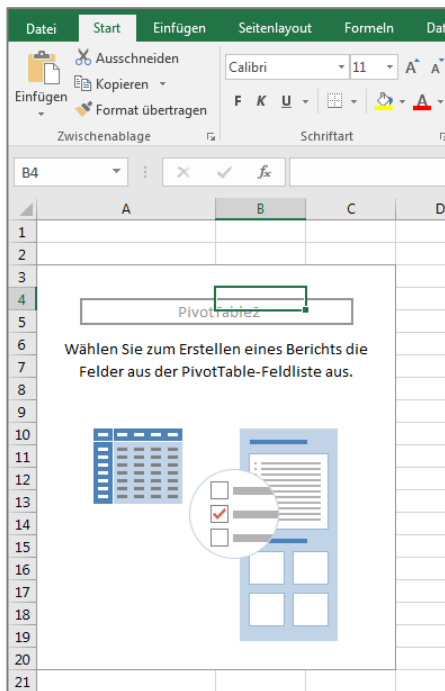 Datei Start Einfügen Seitenlayout Formeln Dat
Ausschneiden
Kopieren
Format übertragen
Einfügen
Zwischenablage
Calibri 11 A A
F K U A
Schriftart
B4 fx
A B C D
1
2
3
4
PivotTable2
5
6
Wählen Sie zum Erstellen eines Berichts die
7
Felder aus der PivotTable-Feldliste aus.
8
9
10
11
12
13
14
15
16
17
18
19
20
21